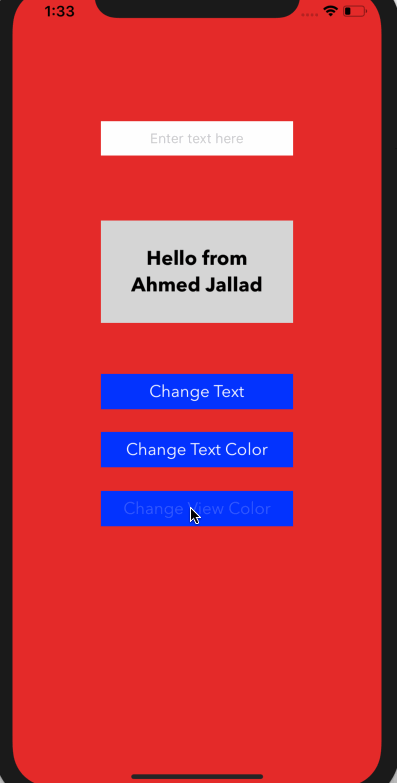 1:33
Enter text here
Hello from
Ahmed Jallad
Change Text
Change Text Color
Change View Color